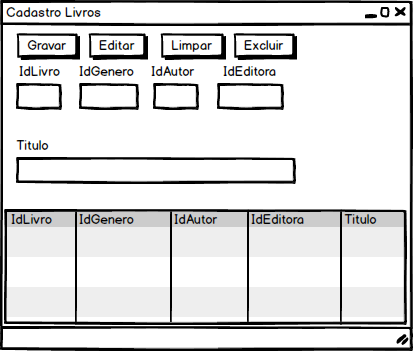 Cadastro Livros
Gravar Editar Limpar Excluir
IdLivro IdGenero IdAutor IdEditora
Titulo
IdLivro IdGenero IdAutor IdEditora Titulo